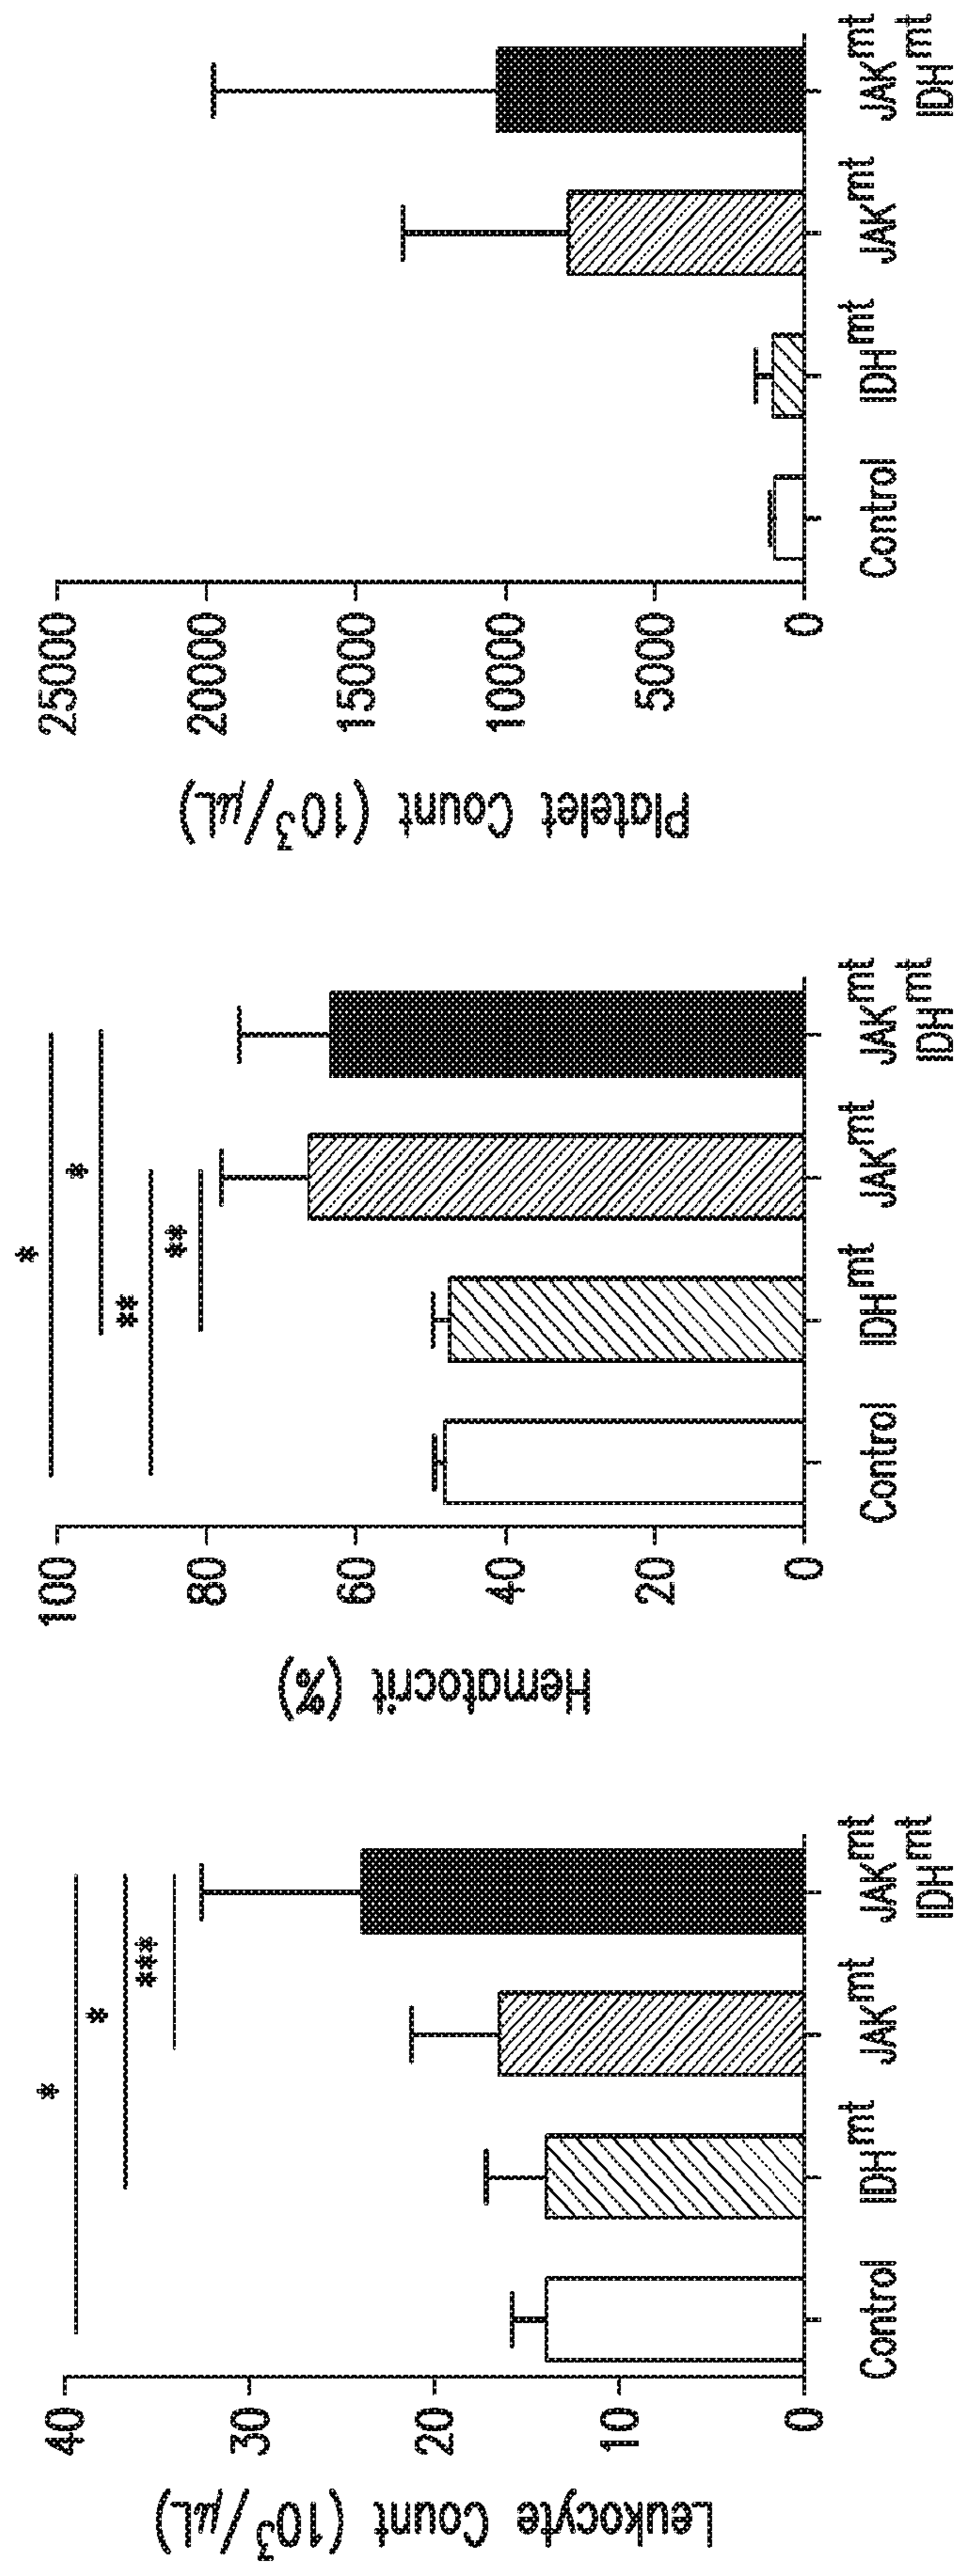 Leukocyte Count (10³/μL)
40
30
20
10
0
*
*
***
Control
IDHmt
JAKmt
JAKmt
IDHmt
Hematocrit (%)
100
80
60
40
20
0
*
*
**
**
Control
IDHmt
JAKmt
JAKmt
IDHmt
Platelet Count (10³/μL)
25000
20000
15000
10000
5000
0
Control
IDHmt
JAKmt
JAKmt
IDHmt